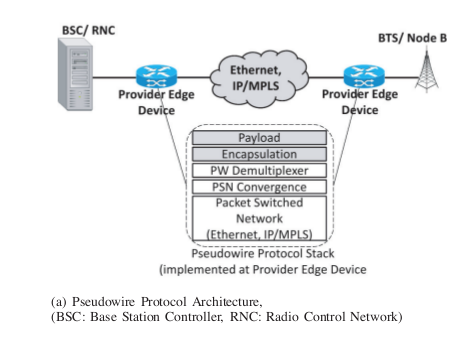 BSC/ RNC
BTS/ Node B
Ethernet,
IP/MPLS
Provider Edge
Device
Provider Edge
Device
Payload
Encapsulation
PW Demultiplexer
PSN Convergence
Packet Switched
Network
(Ethernet, IP/MPLS)
Pseudowire Protocol Stack
(implemented at Provider Edge Device
(a) Pseudowire Protocol Architecture,
(BSC: Base Station Controller, RNC: Radio Control Network)